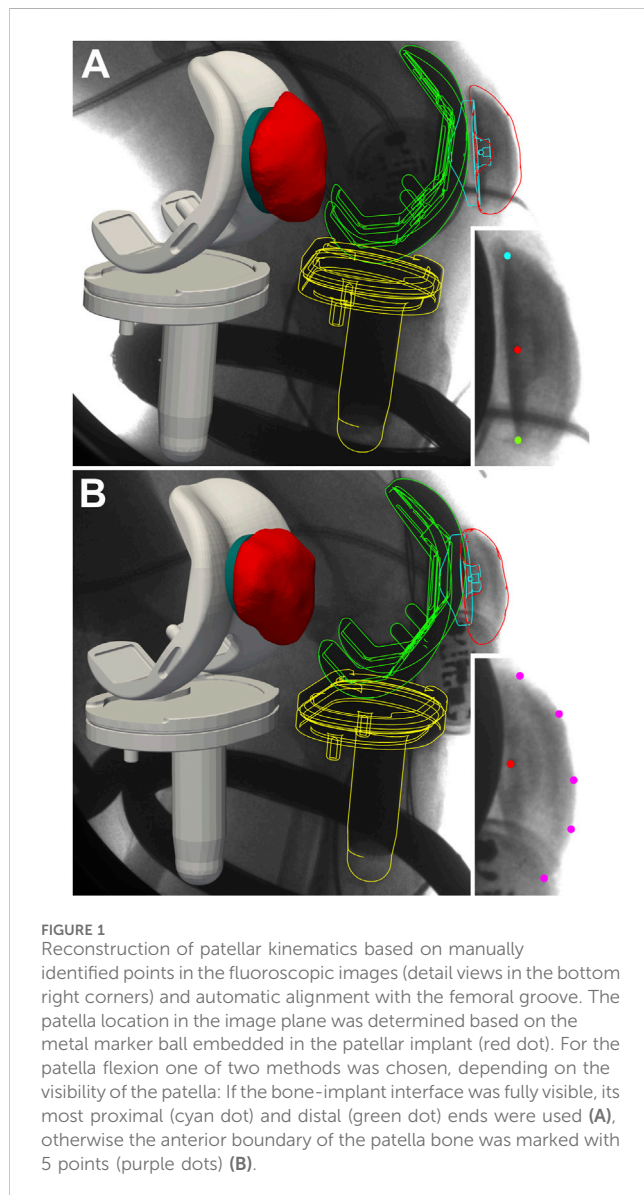 A
B
FIGURE 1
Reconstruction of patellar kinematics based on manually
identified points in the fluoroscopic images (detail views in the bottom
right corners) and automatic alignment with the femoral groove. The
patella location in the image plane was determined based on the
metal marker ball embedded in the patellar implant (red dot). For the
patella flexion one of two methods was chosen, depending on the
visibility of the patella: If the bone-implant interface was fully visible, its
most proximal (cyan dot) and distal (green dot) ends were used (A),
otherwise the anterior boundary of the patella bone was marked with
5 points (purple dots) (B).